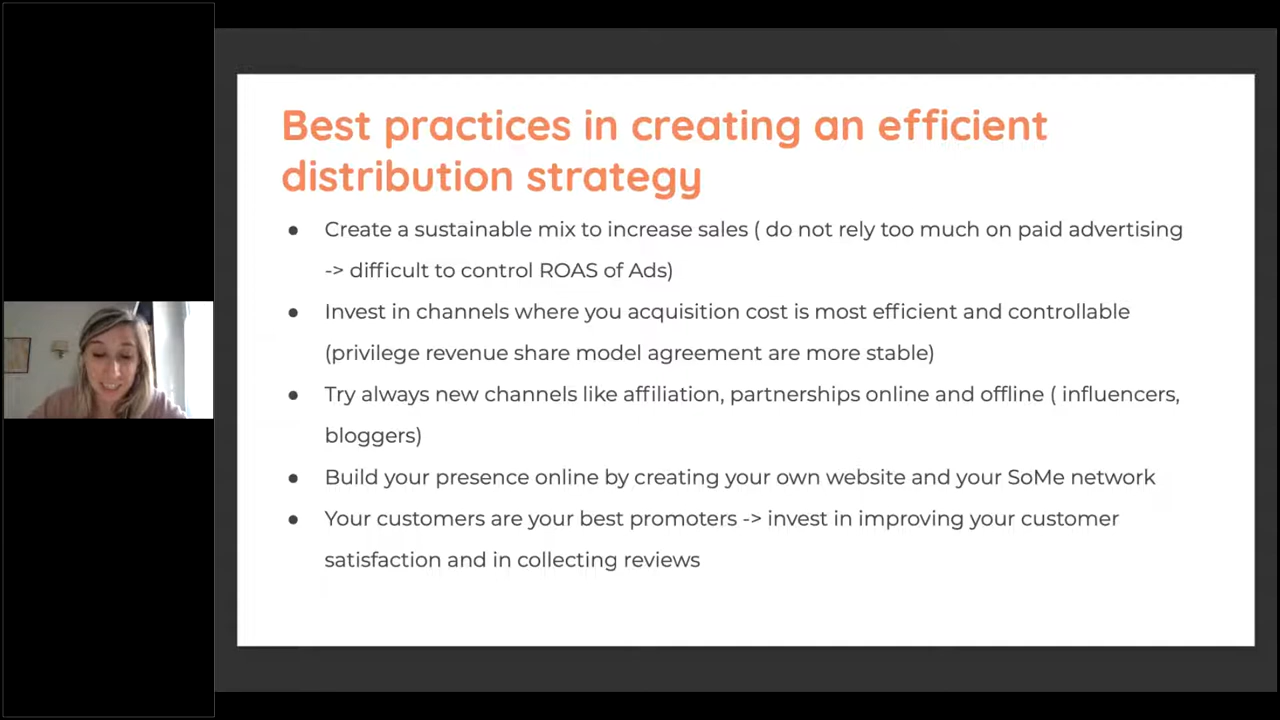 Best practices in creating an efficient
distribution strategy
● Create a sustainable mix to increase sales ( do not rely too much on paid advertising
-> difficult to control ROAS of Ads)
● Invest in channels where you acquisition cost is most efficient and controllable
(privilege revenue share model agreement are more stable)
● Try always new channels like affiliation, partnerships online and offline ( influencers,
bloggers)
● Build your presence online by creating your own website and your SoMe network
● Your customers are your best promoters -> invest in improving your customer
satisfaction and in collecting reviews